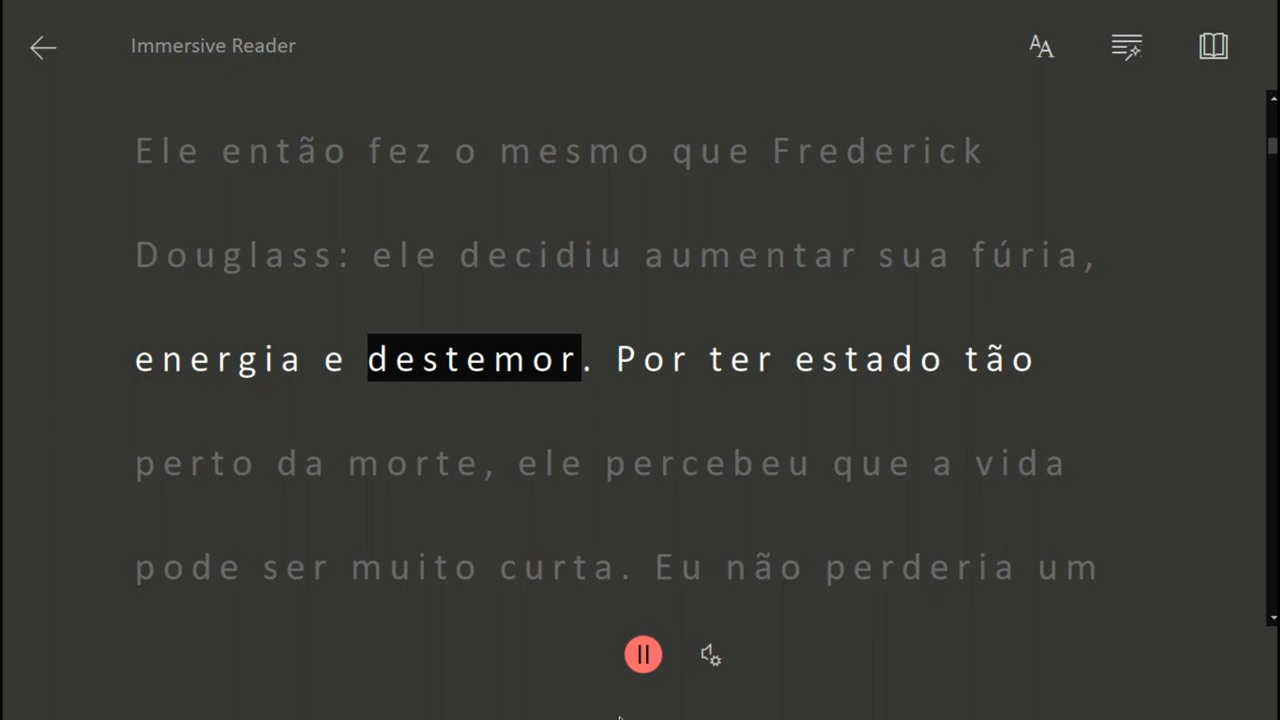 Immersive Reader
Ele então fez o mesmo que Frederick
Douglass: ele decidiu aumentar sua fúria,
energia e destemor. Por ter estado tão
perto da morte, ele percebeu que a vida
pode ser muito curta. Eu não perderia um